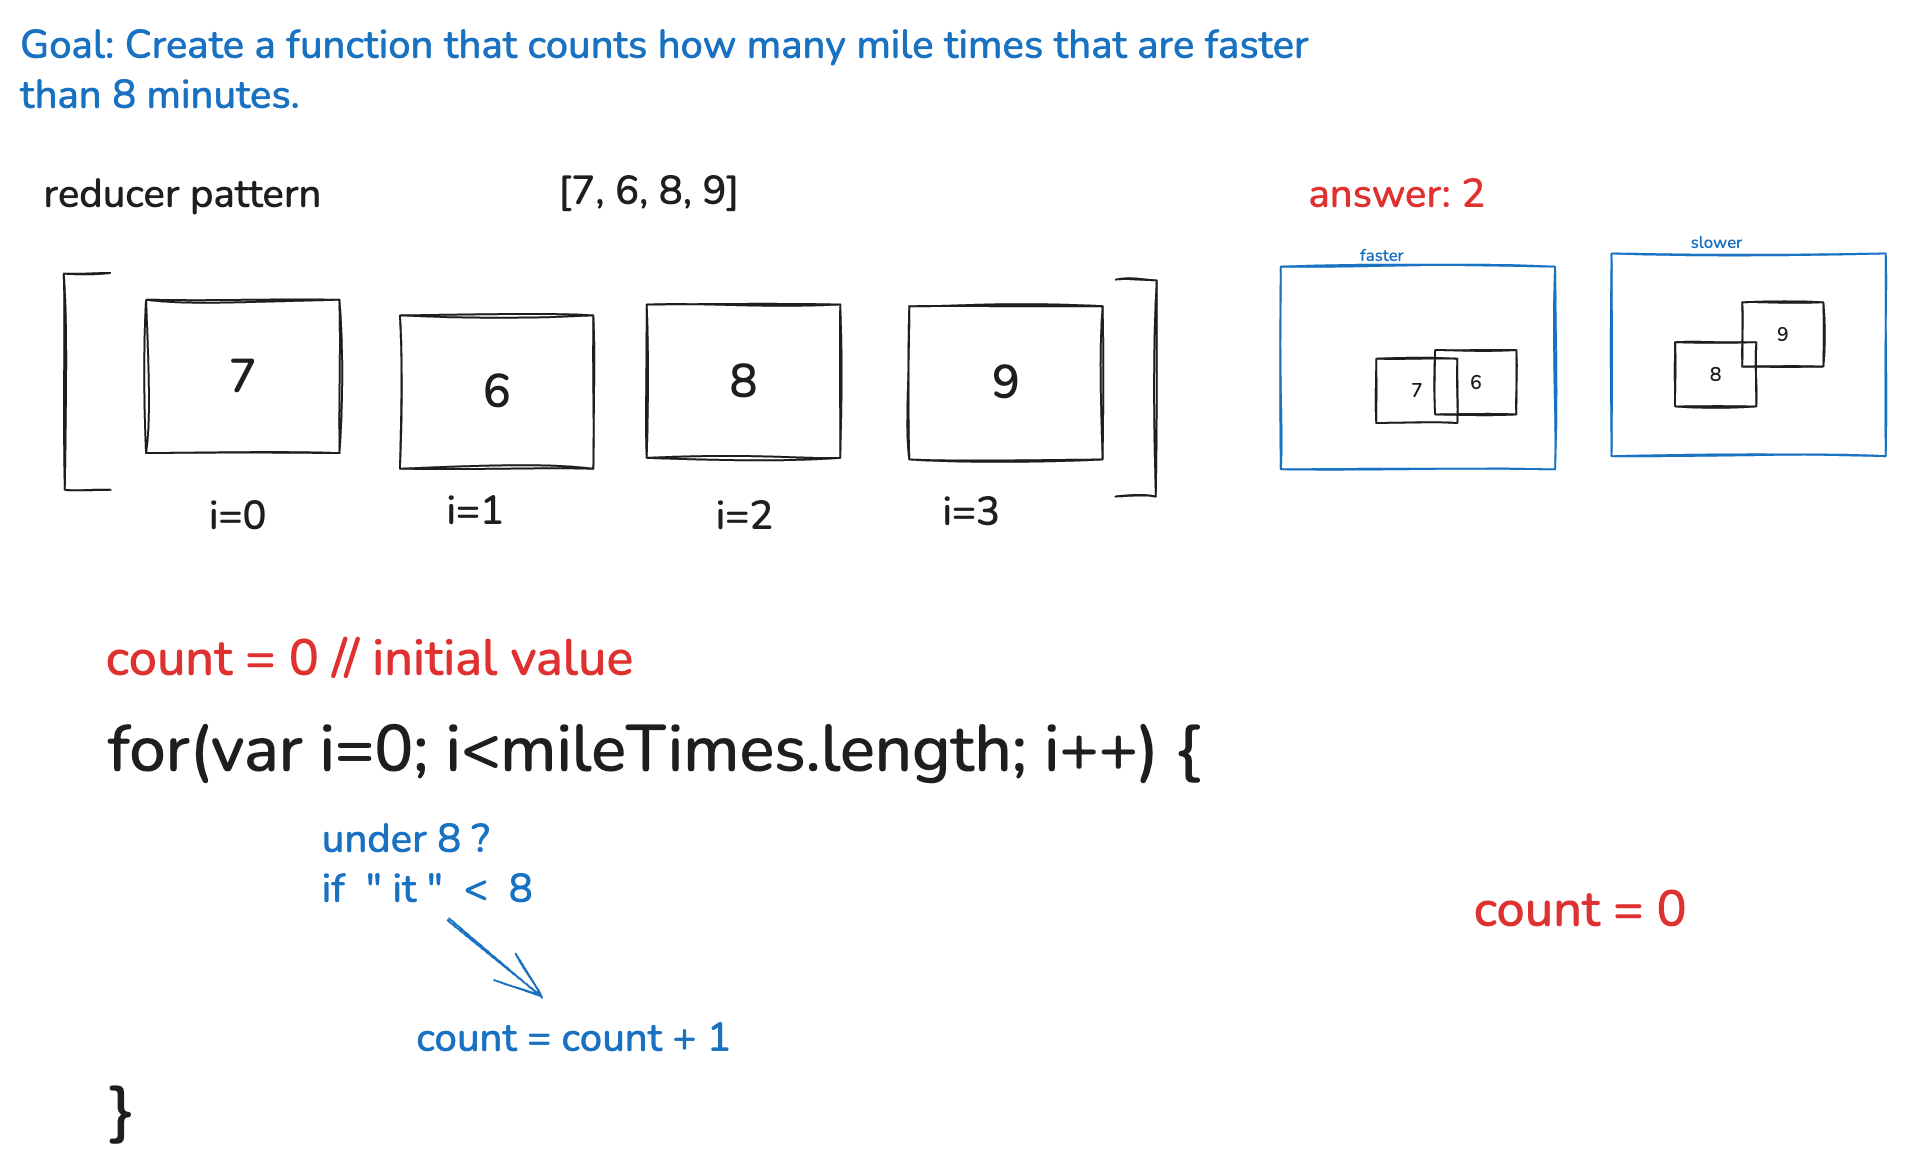 Goal: Create a function that counts how many mile times that are faster
than 8 minutes.
reducer pattern
[7, 6, 8, 9]
answer: 2
faster
slower
7
6
8
9
7
6
8
9
i=0
i=1
i=2
i=3
count = 0 // initial value
for(var i=0; i<mileTimes.length; i++) {
under 8 ?
if " it " < 8
count = 0
count = count + 1
}